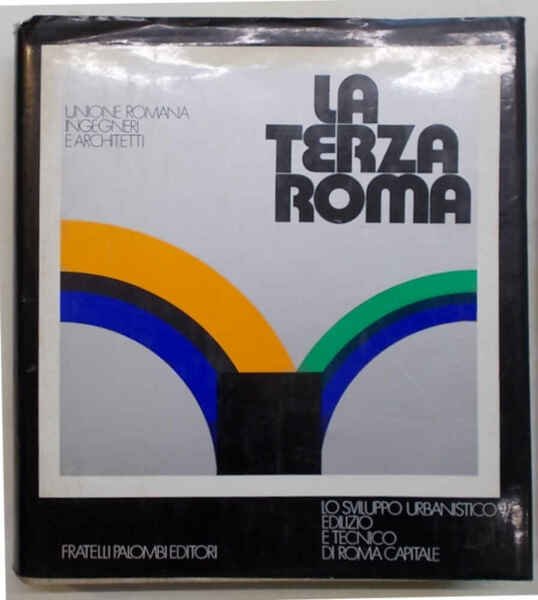 UNIONE ROMANA
INGEGNERI
E ARCHITETTI
LA
TERZA
ROMA
LO SVILUPPO URBANISTICO
EDILIZIO
E TECNICO
DI ROMA CAPITALE
FRATELLI PALOMBI EDITORI